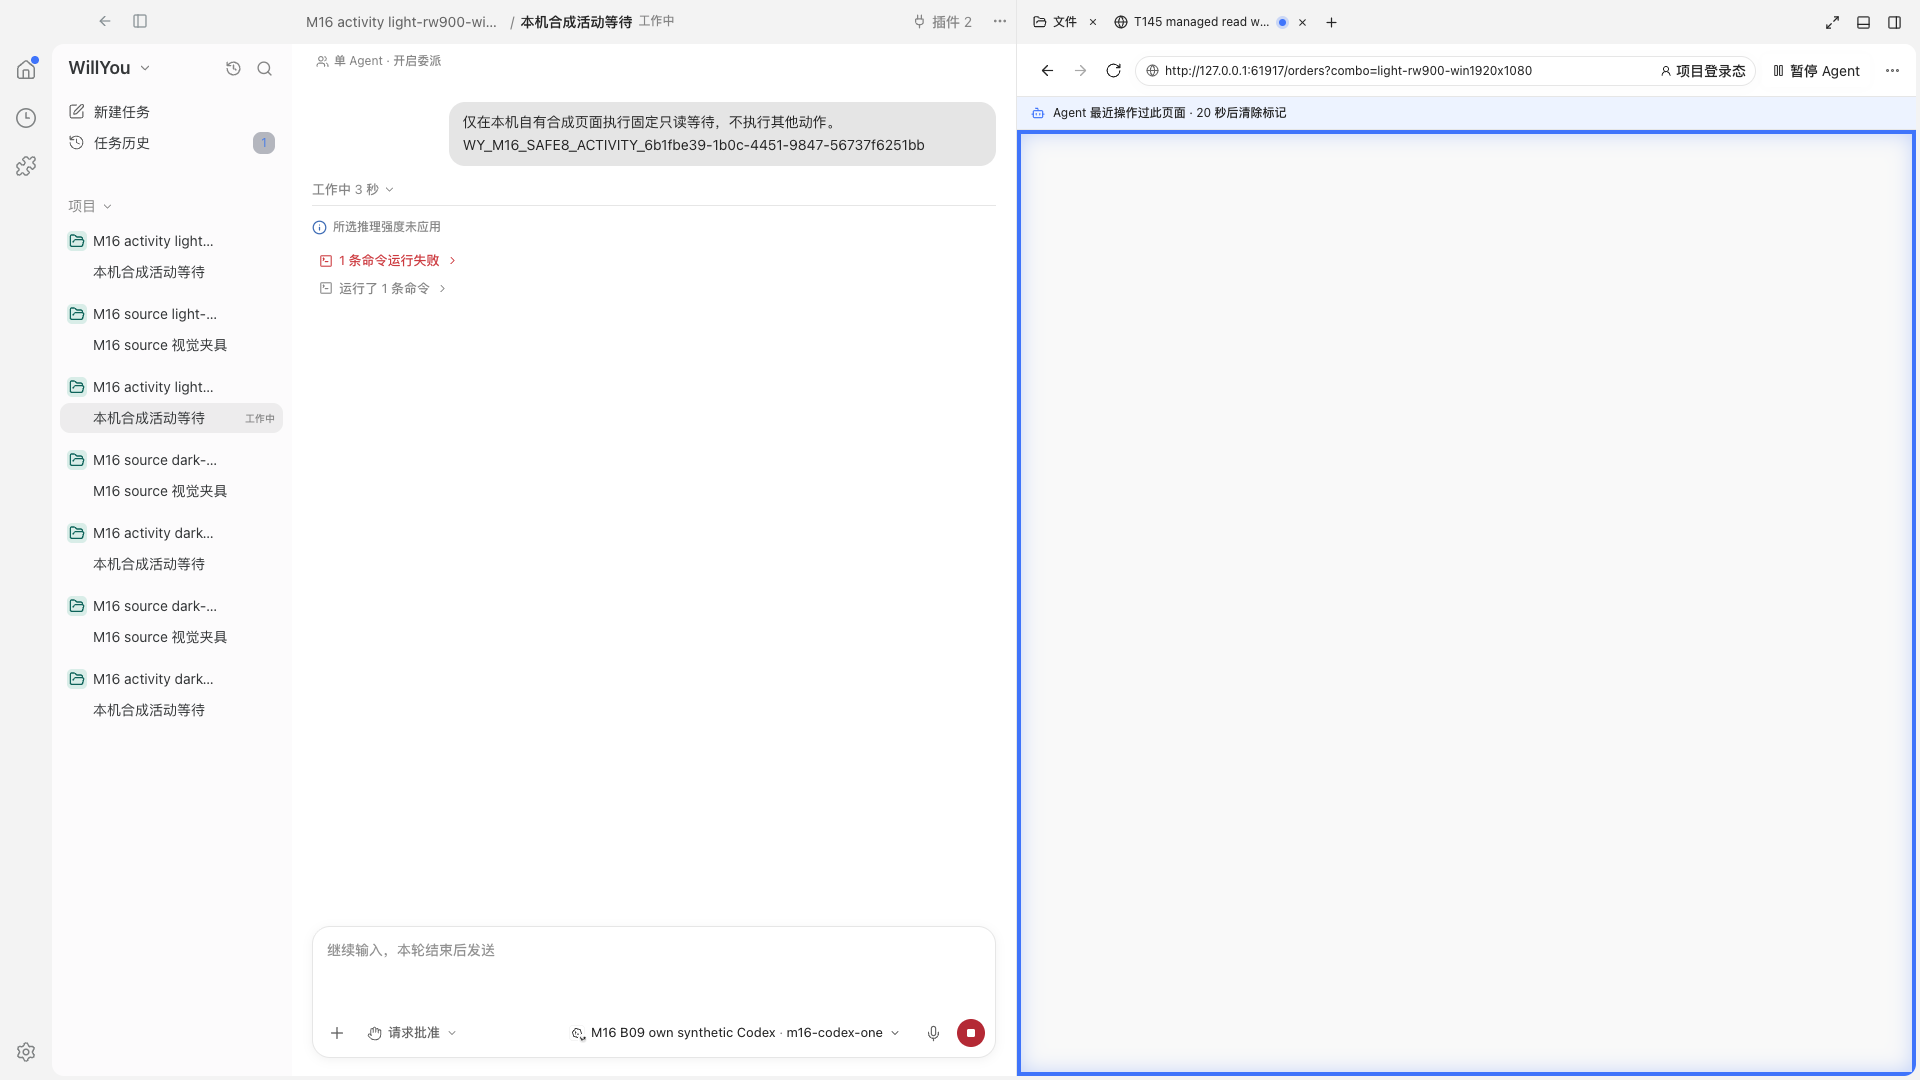 M16 activity light-rw900-wi... / 本机合成活动等待 工作中
插件 2
文件
T145 managed read w...
WillYou
新建任务
任务历史 1
项目
M16 activity light...
本机合成活动等待
M16 source light-...
M16 source 视觉夹具
M16 activity light...
本机合成活动等待 工作中
M16 source dark-...
M16 source 视觉夹具
M16 activity dark...
本机合成活动等待
M16 source dark-...
M16 source 视觉夹具
M16 activity dark...
本机合成活动等待
单 Agent · 开启委派
仅在本机自有合成页面执行固定只读等待，不执行其他动作。
WY_M16_SAFE8_ACTIVITY_6b1fbe39-1b0c-4451-9847-56737f6251bb
工作中 3 秒
所选推理强度未应用
1 条命令运行失败
运行了 1 条命令
继续输入，本轮结束后发送
请求批准
M16 B09 own synthetic Codex · m16-codex-one
http://127.0.0.1:61917/orders?combo=light-rw900-win1920x1080
项目登录态
暂停 Agent
Agent 最近操作过此页面 · 20 秒后清除标记